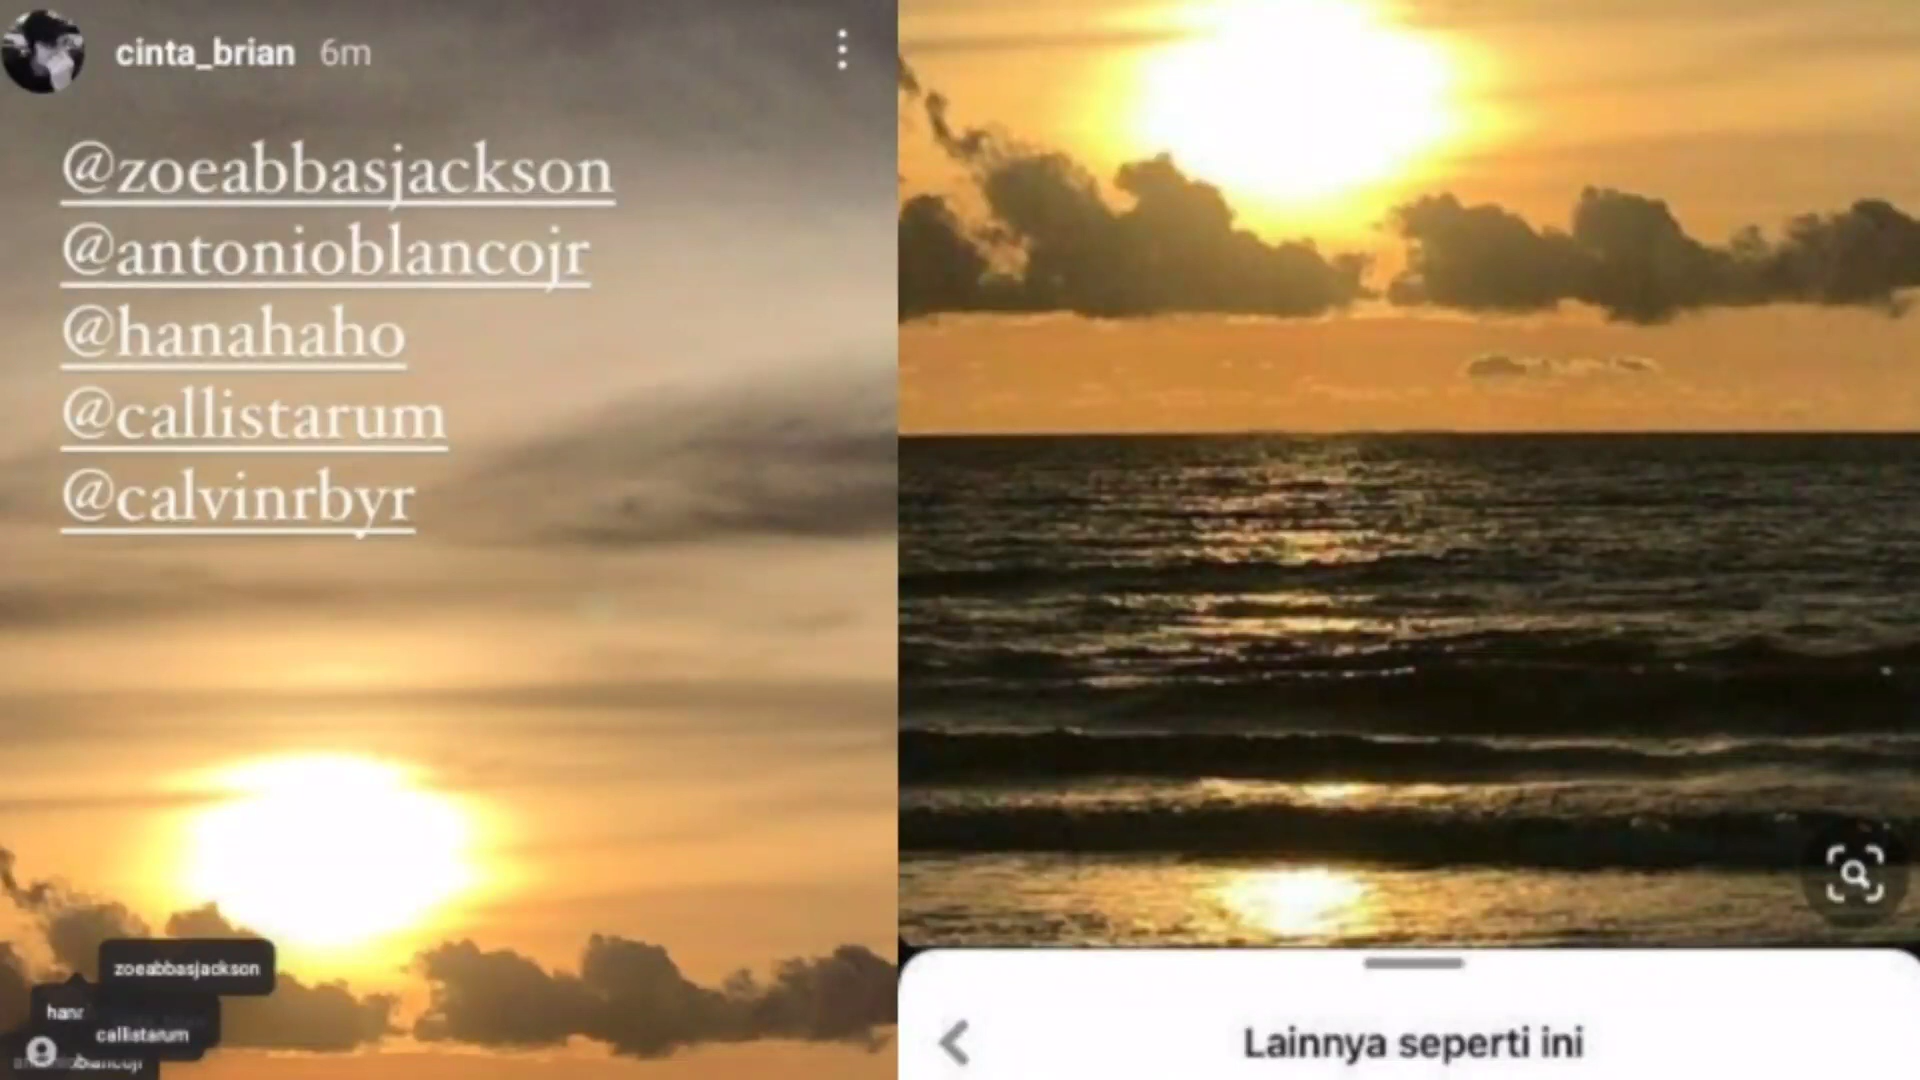 cinta_brian 6m
@zoeabbasjackson
@antonioblancojr
@hanahaho
@callistarum
@calvinrbyr
zoeabbasjackson
callistarum
Lainnya seperti ini